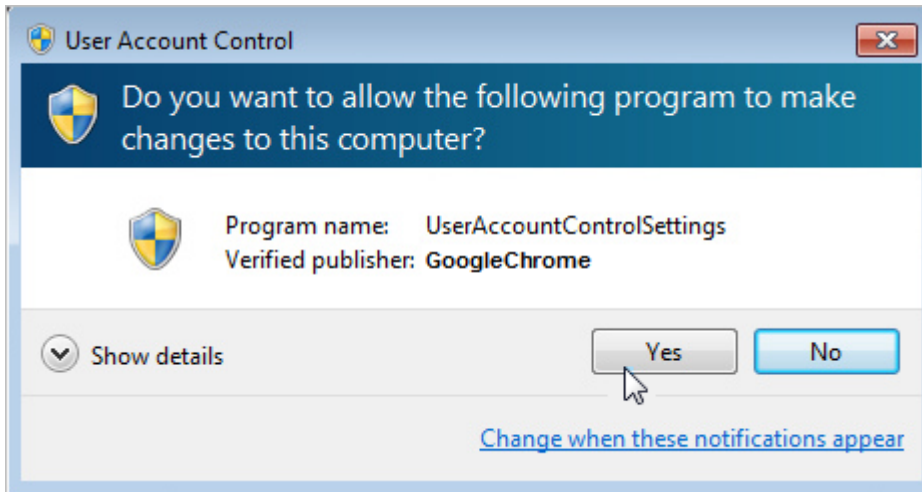 User Account Control
Do you want to allow the following program to make
changes to this computer?
Program name: UserAccountControlSettings
Verified publisher: GoogleChrome
Show details
Yes
No
Change when these notifications appear